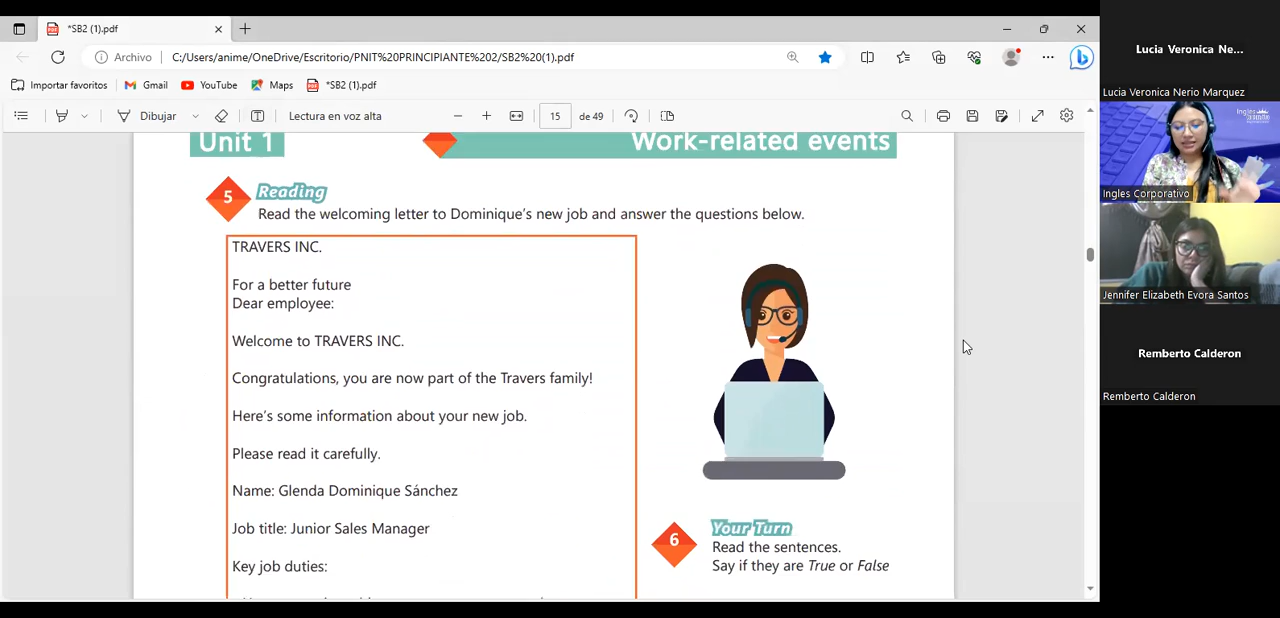 *SB2 (1).pdf
Archivo
C:/Users/anime/OneDrive/Escritorio/PNIT%20PRINCIPIANTE%202/SB2%20(1).pdf
Importar favoritos
Gmail
YouTube
Maps
*SB2 (1).pdf
Dibujar
Lectura en voz alta
15
de 49
Unit 1
Work-related events
5
Reading
Read the welcoming letter to Dominique's new job and answer the questions below.
TRAVERS INC.
For a better future
Dear employee:
Welcome to TRAVERS INC.
Congratulations, you are now part of the Travers family!
Here's some information about your new job.
Please read it carefully.
Name: Glenda Dominique Sánchez
Job title: Junior Sales Manager
Key job duties:
6
Your Turn
Read the sentences.
Say if they are True or False
Lucia Veronica Ne...
Lucia Veronica Nerio Marquez
Ingles Corporativo
Jennifer Elizabeth Evora Santos
Remberto Calderon
Remberto Calderon